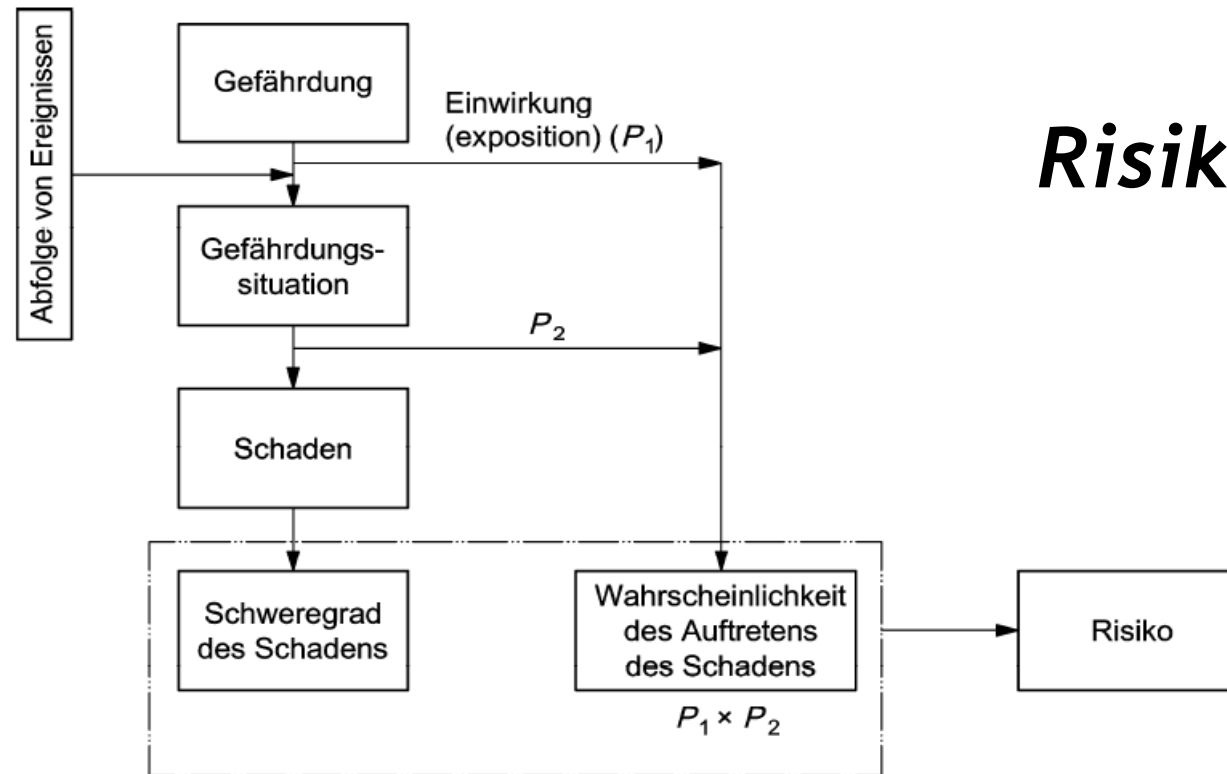 Abfolge von Ereignissen
Gefährdung
Einwirkung
(exposition) (P₁)
Risik
Gefährdungs-
situation
P₂
Schaden
Schweregrad
des Schadens
Wahrscheinlichkeit
des Auftretens
des Schadens
P₁ × P₂
Risiko